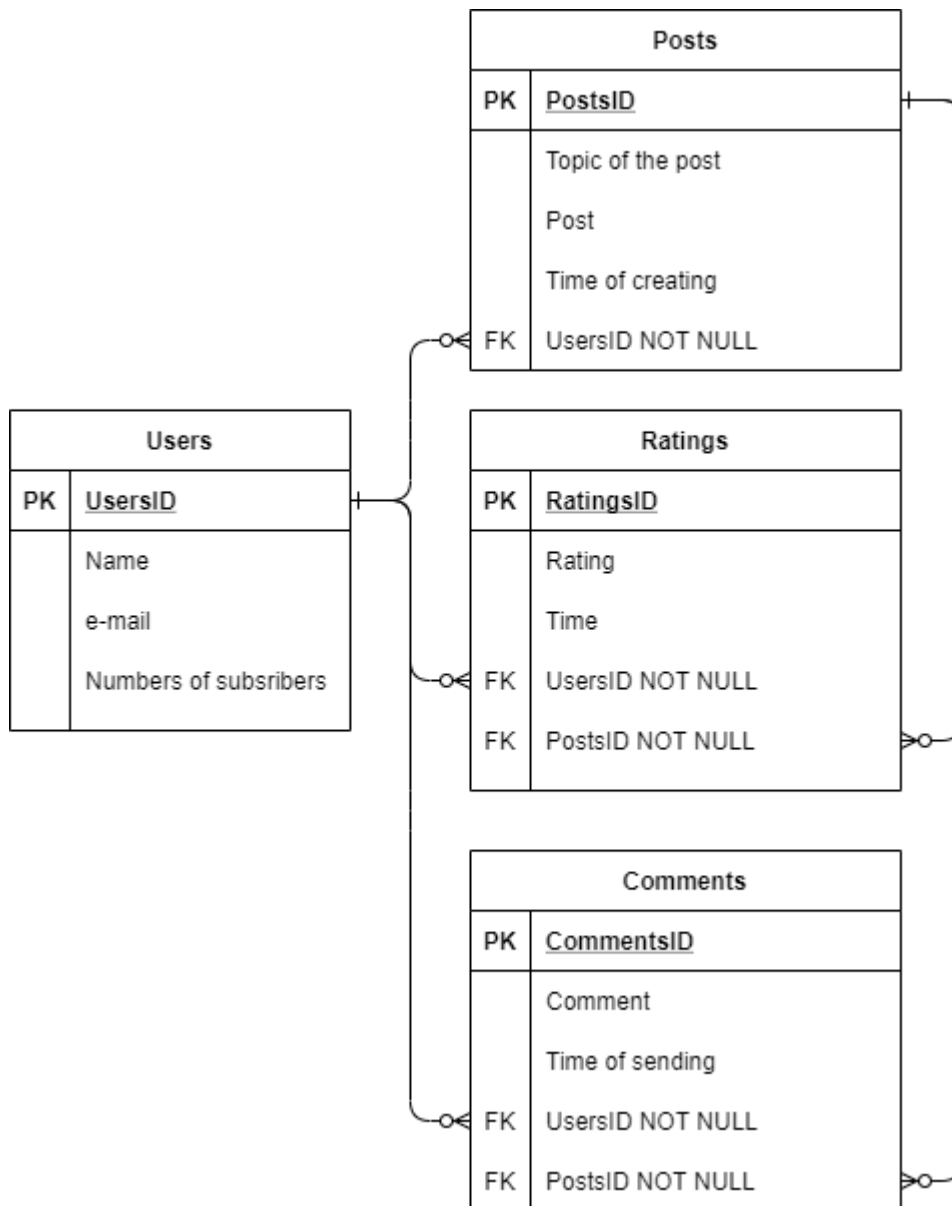 Posts
PK PostsID
Topic of the post
Post
Time of creating
FK UsersID NOT NULL
Users
PK UsersID
Name
e-mail
Numbers of subsribers
Ratings
PK RatingsID
Rating
Time
FK UsersID NOT NULL
FK PostsID NOT NULL
Comments
PK CommentsID
Comment
Time of sending
FK UsersID NOT NULL
FK PostsID NOT NULL